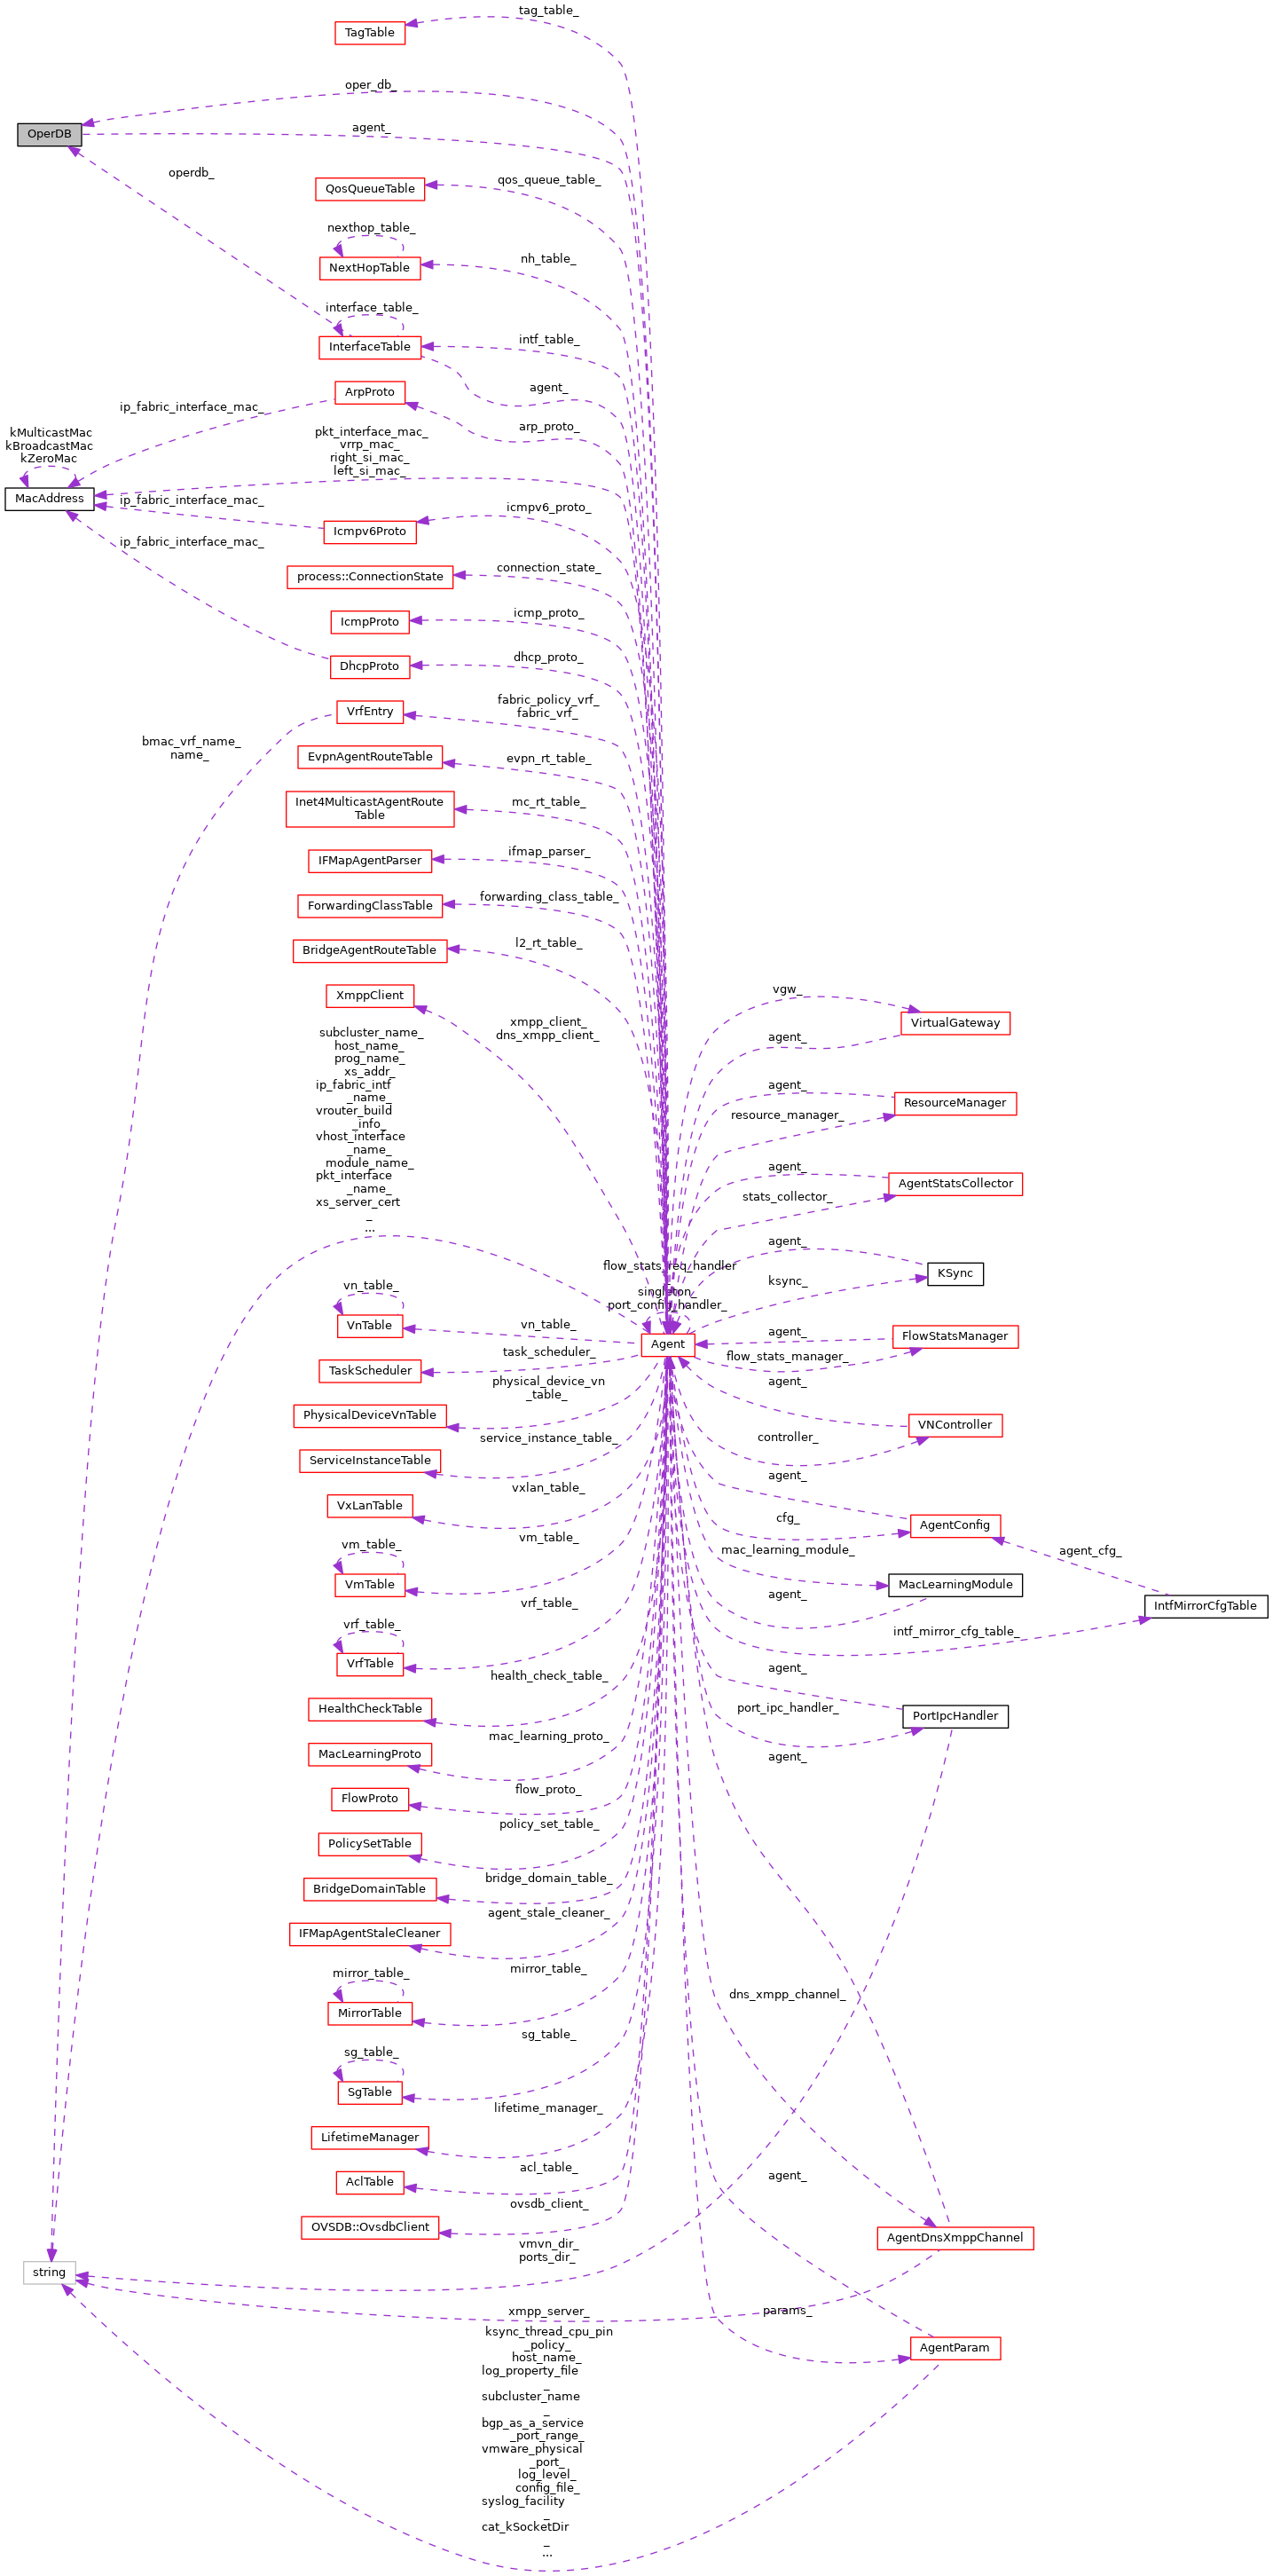 tag_table_
TagTable
oper_db_
OperDB
agent_
operdb_
qos_queue_table_
QosQueueTable
nexthop_table_
nh_table_
NextHopTable
interface_table_
intf_table_
InterfaceTable
agent_
ArpProto
ip_fabric_interface_mac_
arp_proto_
kMulticastMac
kBroadcastMac
kZeroMac
pkt_interface_mac_
vrrp_mac_
right_si_mac_
left_si_mac_
MacAddress
ip_fabric_interface_mac_
icmpv6_proto_
Icmpv6Proto
ip_fabric_interface_mac_
connection_state_
process::ConnectionState
icmp_proto_
IcmpProto
dhcp_proto_
DhcpProto
fabric_policy_vrf_
fabric_vrf_
VrfEntry
bmac_vrf_name_
name_
evpn_rt_table_
EvpnAgentRouteTable
mc_rt_table_
Inet4MulticastAgentRoute
Table
ifmap_parser_
IFMapAgentParser
forwarding_class_table_
ForwardingClassTable
l2_rt_table_
BridgeAgentRouteTable
XmppClient
xmpp_client_
dns_xmpp_client_
vgw_
VirtualGateway
agent_
subcluster_name_
host_name_
prog_name_
xs_addr_
ip_fabric_intf
_name_
vrouter_build
_info_
vhost_interface
_name_
module_name_
pkt_interface
_name_
xs_server_cert
_
...
agent_
ResourceManager
resource_manager_
agent_
AgentStatsCollector
stats_collector_
agent_
KSync
ksync_
flow_stats_req_handler
_
singleton_
port_config_handler_
Agent
vn_table_
VnTable
vn_table_
agent_
FlowStatsManager
flow_stats_manager_
task_scheduler_
TaskScheduler
physical_device_vn
_table_
PhysicalDeviceVnTable
agent_
VNController
controller_
service_instance_table_
ServiceInstanceTable
agent_
vxlan_table_
VxLanTable
cfg_
AgentConfig
vm_table_
vm_table_
VmTable
agent_cfg_
mac_learning_module_
MacLearningModule
agent_
IntfMirrorCfgTable
intf_mirror_cfg_table_
vrf_table_
vrf_table_
VrfTable
health_check_table_
HealthCheckTable
agent_
port_ipc_handler_
PortIpcHandler
mac_learning_proto_
MacLearningProto
agent_
flow_proto_
FlowProto
policy_set_table_
PolicySetTable
bridge_domain_table_
BridgeDomainTable
agent_stale_cleaner_
IFMapAgentStaleCleaner
mirror_table_
mirror_table_
MirrorTable
dns_xmpp_channel_
sg_table_
sg_table_
SgTable
lifetime_manager_
LifetimeManager
acl_table_
AclTable
agent_
ovsdb_client_
OVSDB::OvsdbClient
AgentDnsXmppChannel
vmvn_dir_
ports_dir_
string
xmpp_server_
params_
AgentParam
ksync_thread_cpu_pin
_policy_
host_name_
log_property_file
_
subcluster_name
_
bgp_as_a_service
_port_range_
vmware_physical
_port_
log_level_
config_file_
syslog_facility
_
cat_kSocketDir
_
...